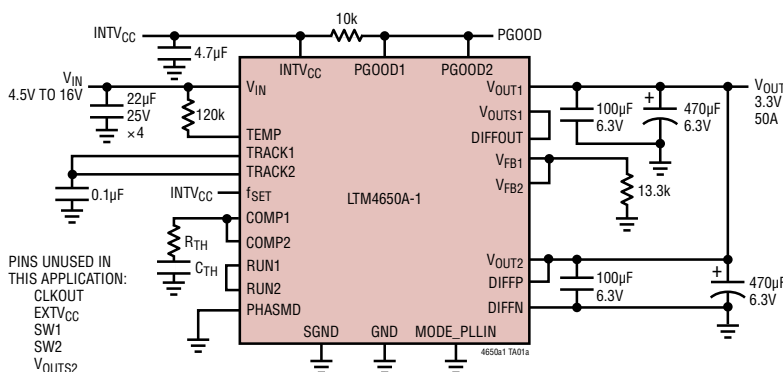 10k
INTVCC
PGOOD
4.7µF
INTVCC PGOOD1 PGOOD2
VIN
4.5V TO 16V
22µF
25V
×4
120k
VIN
TEMP
TRACK1
TRACK2
0.1µF
INTVCC
fSET
COMP1
COMP2
RTH
CTH
RUN1
RUN2
PHASMD
LTM4650A-1
SGND GND MODE_PLLIN
VOUT1
VOUTS1
DIFFOUT
VFB1
VFB2
VOUT2
DIFFP
DIFFN
100µF
6.3V
+
470µF
6.3V
VOUT
3.3V
50A
13.3k
100µF
6.3V
+
470µF
6.3V
PINS UNUSED IN
THIS APPLICATION:
CLKOUT
EXTVCC
SW1
SW2
VOUTS2
4650a1 TA01a